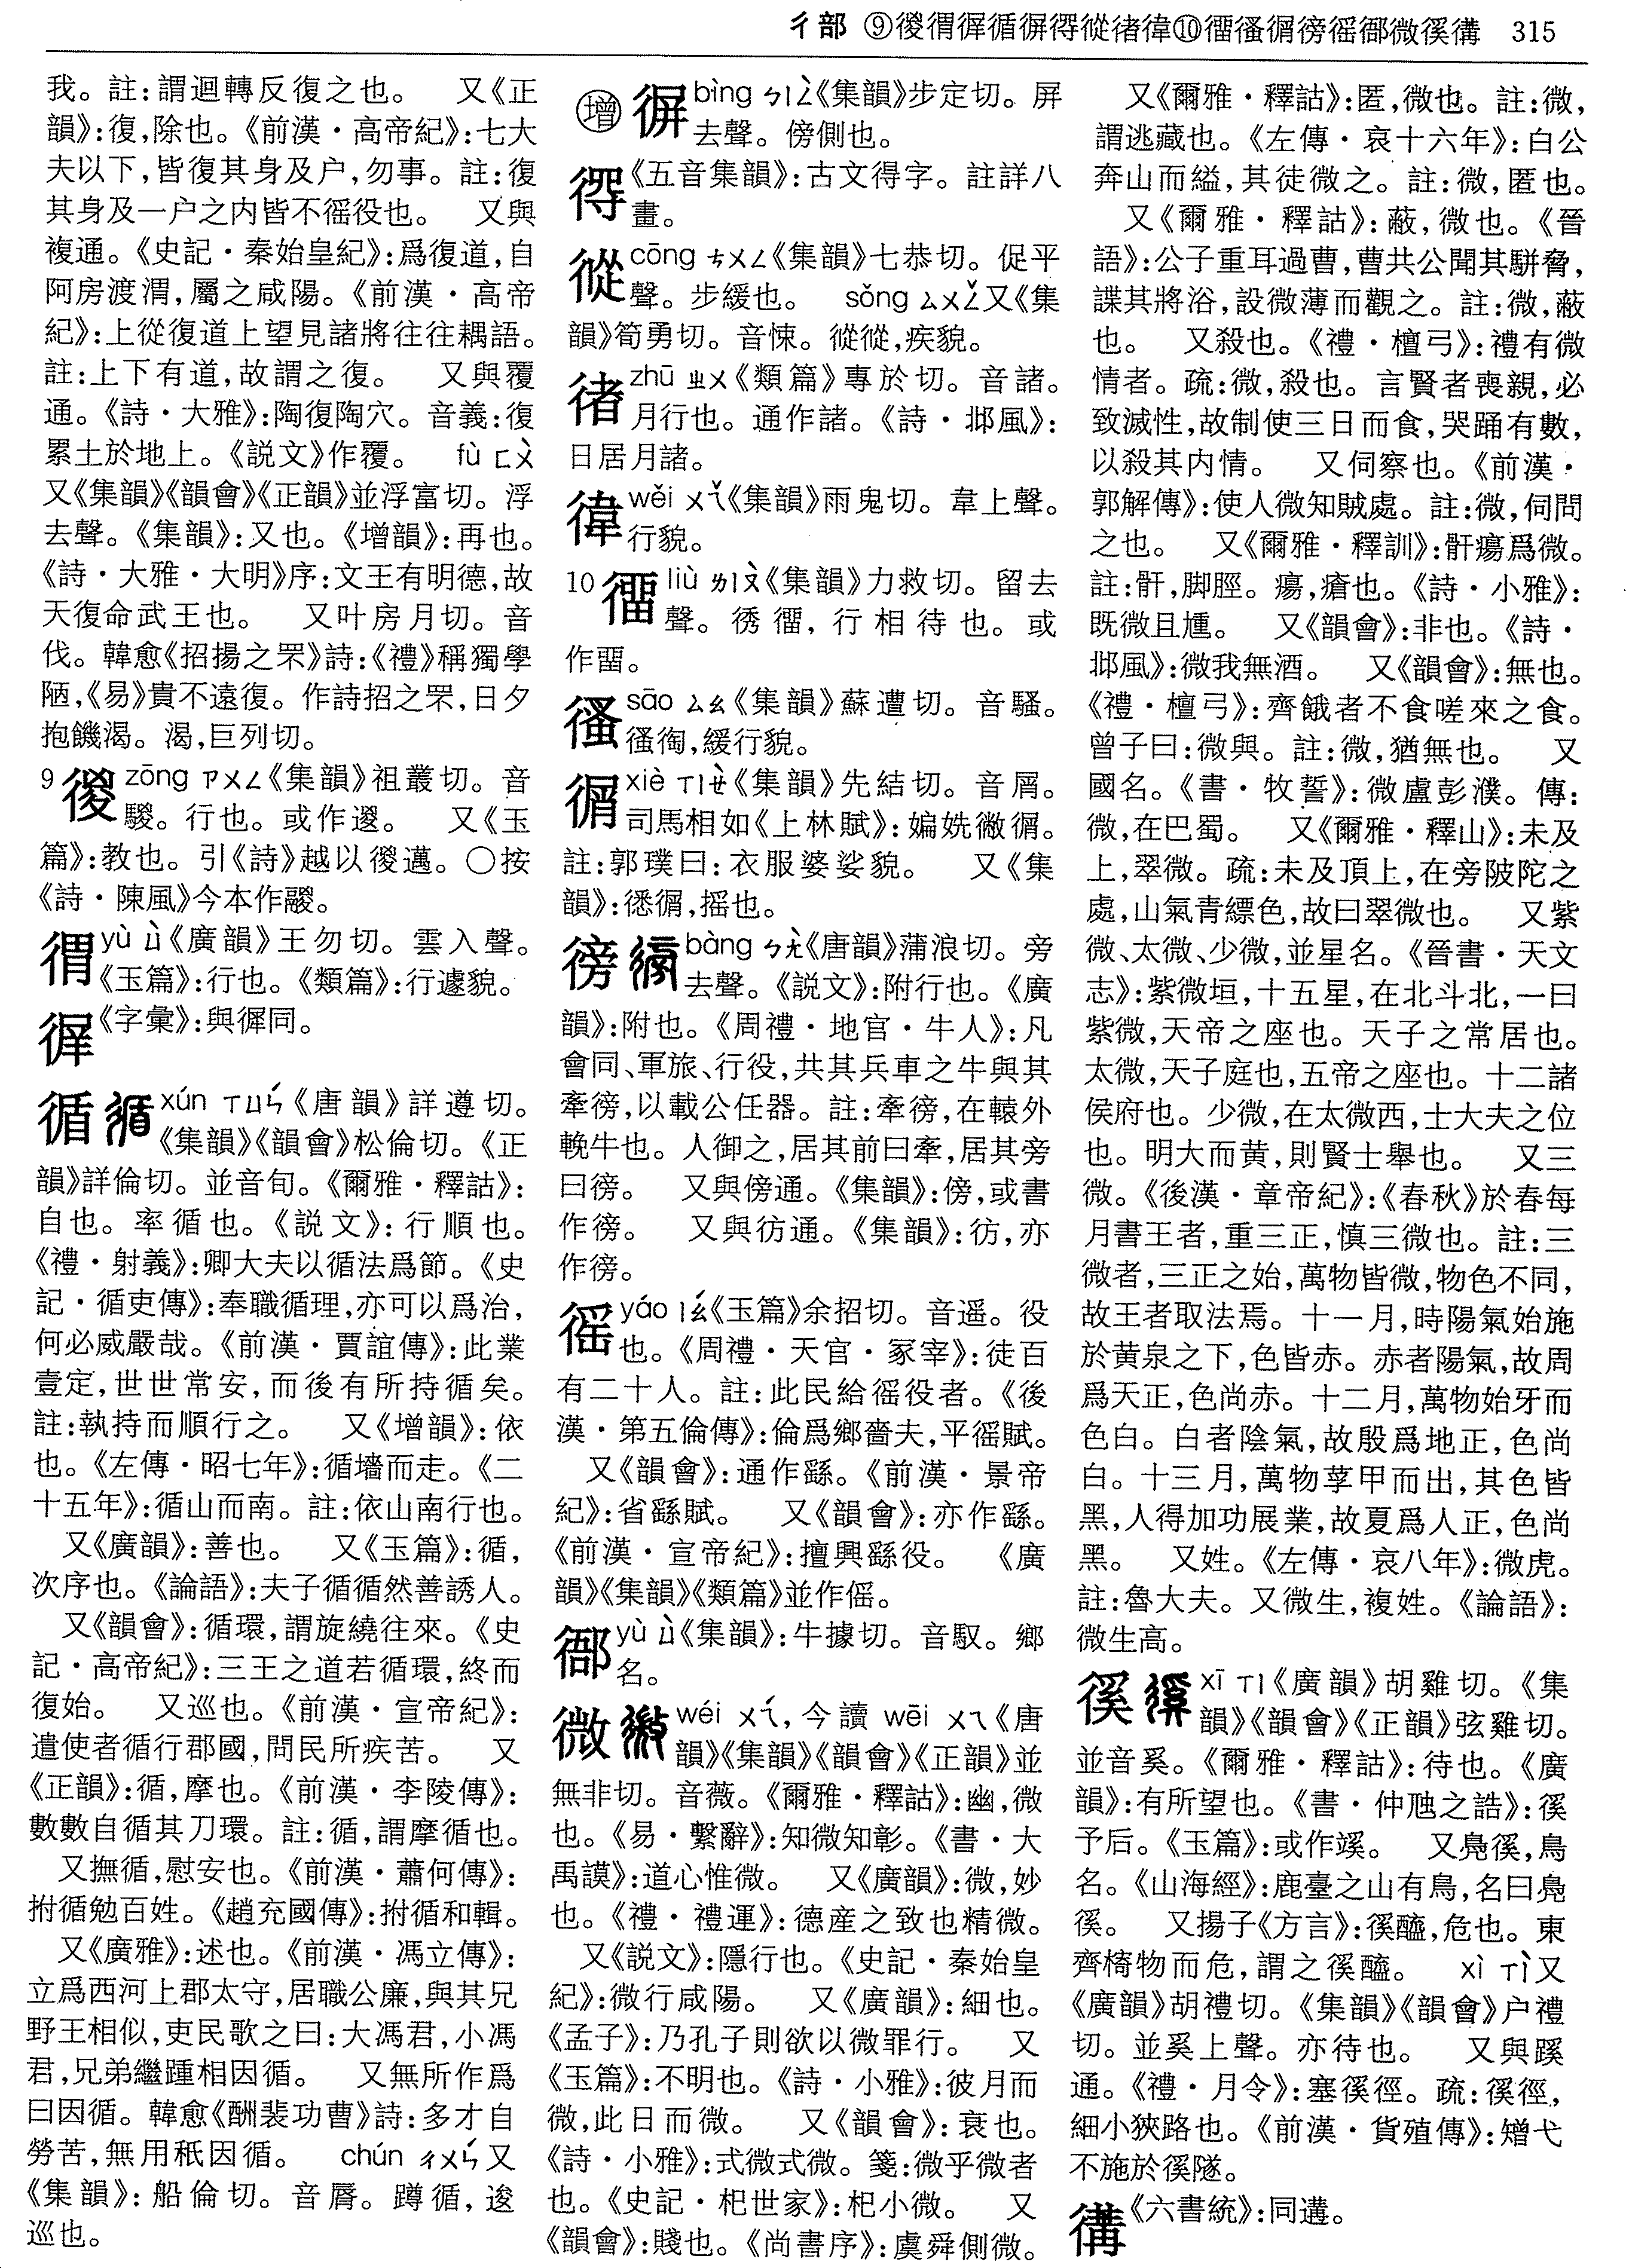 彳部 ⑨㣭㣃徲循㣔㝶㣝㣌徫⑩㣢㣠㣖徬徭御微徯㣚 315
我。註:謂迴轉反復之也。 又《正
韻》:復,除也。《前漢・高帝紀》:七大
夫以下,皆復其身及户,勿事。註:復
其身及一户之内皆不徭役也。 又與
複通。《史記・秦始皇紀》:爲復道,自
阿房渡渭,屬之咸陽。《前漢・高帝
紀》:上從復道上望見諸將往往耦語。
註:上下有道,故謂之復。 又與覆
通。《詩・大雅》:陶復陶穴。音義:復
累土於地上。《説文》作覆。 fù ㄈㄨˋ
又《集韻》《韻會》《正韻》並浮富切。浮
去聲。《集韻》:又也。《增韻》:再也。
《詩・大雅・大明》序:文王有明德,故
天復命武王也。 又叶房月切。音
伐。韓愈《招揚之罘》詩:《禮》稱獨學
陋,《易》貴不遠復。作詩招之罘,日夕
抱饑渴。渴,巨列切。
9 zōng ㄗㄨㄥ《集韻》祖叢切。音
騣。行也。或作。 又《玉
篇》:教也。引《詩》越以邁。○按
《詩・陳風》今本作鬷。
yù ㄩˋ《廣韻》王勿切。雲入聲。
《玉篇》:行也。《類篇》:行遽貌。
《字彙》:與徲同。
循 xún ㄒㄩㄣˊ《唐韻》詳遵切。
《集韻》《韻會》松倫切。《正
韻》詳倫切。並音旬。《爾雅・釋詁》:
自也。率循也。《説文》:行順也。
《禮・射義》:卿大夫以循法爲節。《史
記・循吏傳》:奉職循理,亦可以爲治,
何必威嚴哉。《前漢・賈誼傳》:此業
壹定,世世常安,而後有所持循矣。
註:執持而順行之。 又《增韻》:依
也。《左傳・昭七年》:循墻而走。《二
十五年》:循山而南。註:依山南行也。
又《廣韻》:善也。 又《玉篇》:循,
次序也。《論語》:夫子循循然善誘人。
又《韻會》:循環,謂旋繞往來。《史
記・高帝紀》:三王之道若循環,終而
復始。 又巡也。《前漢・宣帝紀》:
遣使者循行郡國,問民所疾苦。 又
《正韻》:循,摩也。《前漢・李陵傳》:
數數自循其刀環。註:循,謂摩循也。
又撫循,慰安也。《前漢・蕭何傳》:
拊循勉百姓。《趙充國傳》:拊循和輯。
又《廣雅》:述也。《前漢・馮立傳》:
立爲西河上郡太守,居職公廉,與其兄
野王相似,吏民歌之曰:大馮君,小馮
君,兄弟繼踵相因循。 又無所作爲
曰因循。韓愈《酬裴功曹》詩:多才自
勞苦,無用秖因循。 chún ㄔㄨㄣˊ又
《集韻》:船倫切。音脣。蹲循,逡
巡也。
增 bìng ㄅㄧㄥˋ《集韻》步定切。屏
去聲。傍側也。
《五音集韻》:古文得字。註詳八
畫。
cōng ㄘㄨㄥ《集韻》七恭切。促平
聲。步緩也。 sǒng ㄙㄨㄥˇ又《集
韻》筍勇切。音悚。,疾貌。
zhū ㄓㄨ《類篇》專於切。音諸。
月行也。通作諸。《詩・邶風》:
日居月諸。
徫 wěi ㄨㄟˇ《集韻》雨鬼切。韋上聲。
行貌。
10 liù ㄌㄧㄡˋ《集韻》力救切。留去
聲。,行相待也。或
作畱。
sāo ㄙㄠ《集韻》蘇遭切。音騷。
,緩行貌。
xiè ㄒㄧㄝˋ《集韻》先結切。音屑。
司馬相如《上林賦》:媥姺。
註:郭璞曰:衣服婆娑貌。 又《集
韻》:,摇也。
徬 bàng ㄅㄤˋ《唐韻》蒲浪切。旁
去聲。《説文》:附行也。《廣
韻》:附也。《周禮・地官・牛人》:凡
會同、軍旅、行役,共其兵車之牛與其
牽徬,以載公任器。註:牽徬,在轅外
輓牛也。人御之,居其前曰牽,居其旁
曰徬。 又與傍通。《集韻》:傍,或書
作徬。 又與彷通。《集韻》:彷,亦
作徬。
徭 yáo ㄧㄠˊ《玉篇》余招切。音遥。役
也。《周禮・天官・冢宰》:徒百
有二十人。註:此民給徭役者。《後
漢・第五倫傳》:倫爲鄉嗇夫,平徭賦。
又《韻會》:通作繇。《前漢・景帝
紀》:省繇賦。 又《韻會》:亦作繇。
《前漢・宣帝紀》:擅興繇役。 《廣
韻》《集韻》《類篇》並作傜。
yù ㄩˋ《集韻》:牛據切。音馭。鄉
名。
微 wéi ㄨㄟˊ,今讀 wēi ㄨㄟ《唐
韻》《集韻》《韻會》《正韻》並
無非切。音薇。《爾雅・釋詁》:幽,微
也。《易・繫辭》:知微知彰。《書・大
禹謨》:道心惟微。 又《廣韻》:微,妙
也。《禮・禮運》:德産之致也精微。
又《説文》:隱行也。《史記・秦始皇
紀》:微行咸陽。 又《廣韻》:細也。
《孟子》:乃孔子則欲以微罪行。 又
《玉篇》:不明也。《詩・小雅》:彼月而
微,此日而微。 又《韻會》:衰也。
《詩・小雅》:式微式微。箋:微乎微者
也。《史記・杞世家》:杞小微。 又
《韻會》:賤也。《尚書序》:虞舜側微。
又《爾雅・釋詁》:匿,微也。註:微,
謂逃藏也。《左傳・哀十六年》:白公
奔山而縊,其徒微之。註:微,匿也。
又《爾雅・釋詁》:蔽,微也。《晉
語》:公子重耳過曹,曹共公聞其駢脅,
諜其將浴,設微薄而觀之。註:微,蔽
也。 又殺也。《禮・檀弓》:禮有微
情者。疏:微,殺也。言賢者喪親,必
致滅性,故制使三日而食,哭踊有數,
以殺其内情。 又伺察也。《前漢・
郭解傳》:使人微知賊處。註:微,伺問
之也。 又《爾雅・釋訓》:骭瘍爲微。
註:骭,脚脛。瘍,瘡也。《詩・小雅》:
既微且尰。 又《韻會》:非也。《詩・
邶風》:微我無酒。 又《韻會》:無也。
《禮・檀弓》:齊餓者不食嗟來之食。
曾子曰:微與。註:微,猶無也。 又
國名。《書・牧誓》:微盧彭濮。傳:
微,在巴蜀。 又《爾雅・釋山》:未及
上,翠微。疏:未及頂上,在旁陂陀之
處,山氣青縹色,故曰翠微也。 又紫
微、太微、少微,並星名。《晉書・天文
志》:紫微垣,十五星,在北斗北,一曰
紫微,天帝之座也。天子之常居也。
太微,天子庭也,五帝之座也。十二諸
侯府也。少微,在太微西,士大夫之位
也。明大而黄,則賢士舉也。 又三
微。《後漢・章帝紀》:《春秋》於春每
月書王者,重三正,慎三微也。註:三
微者,三正之始,萬物皆微,物色不同,
故王者取法焉。十一月,時陽氣始施
於黄泉之下,色皆赤。赤者陽氣,故周
爲天正,色尚赤。十二月,萬物始牙而
色白。白者陰氣,故殷爲地正,色尚
白。十三月,萬物莩甲而出,其色皆
黑,人得加功展業,故夏爲人正,色尚
黑。 又姓。《左傳・哀八年》:微虎。
註:魯大夫。又微生,複姓。《論語》:
微生高。
徯 xī ㄒㄧ《廣韻》胡雞切。《集
韻》《韻會》《正韻》弦雞切。
並音奚。《爾雅・釋詁》:待也。《廣
韻》:有所望也。《書・仲虺之誥》:徯
予后。《玉篇》:或作蹊。 又鳧徯,鳥
名。《山海經》:鹿臺之山有鳥,名曰鳧
徯。 又揚子《方言》:徯醯,危也。東
齊掎物而危,謂之徯醯。 xì ㄒㄧˋ又
《廣韻》胡禮切。《集韻》《韻會》户禮
切。並奚上聲。亦待也。 又與蹊
通。《禮・月令》:塞徯徑。疏:徯徑,
細小狹路也。《前漢・貨殖傳》:矰弋
不施於徯隧。
《六書統》:同遘。